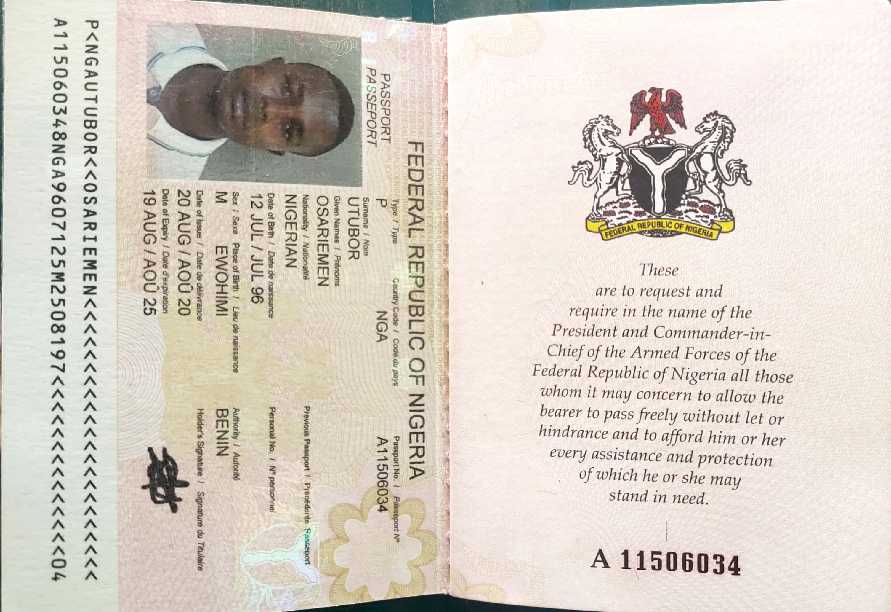 FEDERAL REPUBLIC OF NIGERIA
These
are to request and
require in the name of the
President and Commander-in-
Chief of the Armed Forces of the
Federal Republic of Nigeria all those
whom it may concern to allow the
bearer to pass freely without let or
hindrance and to afford him or her
every assistance and protection
of which he or she may
stand in need.
A 11506034
FEDERAL REPUBLIC OF NIGERIA
PASSPORT
PASSEPORT
Type / Type Country Code / Code du pays Passport No. / Passeport N°
P NGA A11506034
Surname / Nom
UTUBOR
Given Names / Prénoms
OSARIEMEN
Nationality / Nationalité Previous Passport / Précédente Passeport
NIGERIAN
Date of Birth / Date de naissance Personal No. / N° personnel
12 JUL / JUL 96
Sex / Sexe Place of Birth / Lieu de naissance Authority / Autorité
M EWOHIMI BENIN
Date of Issue / Date de délivrance Holder's Signature / Signature du Titulaire
20 AUG / AOÛ 20
Date of Expiry / Date d'expiration
19 AUG / AOÛ 25
P<NGAUTUBOR<<OSARIEMEN<<<<<<<<<<<<<<<<<<<<<<
A115060348NGA9607125M2508197<<<<<<<<<<<<<<04